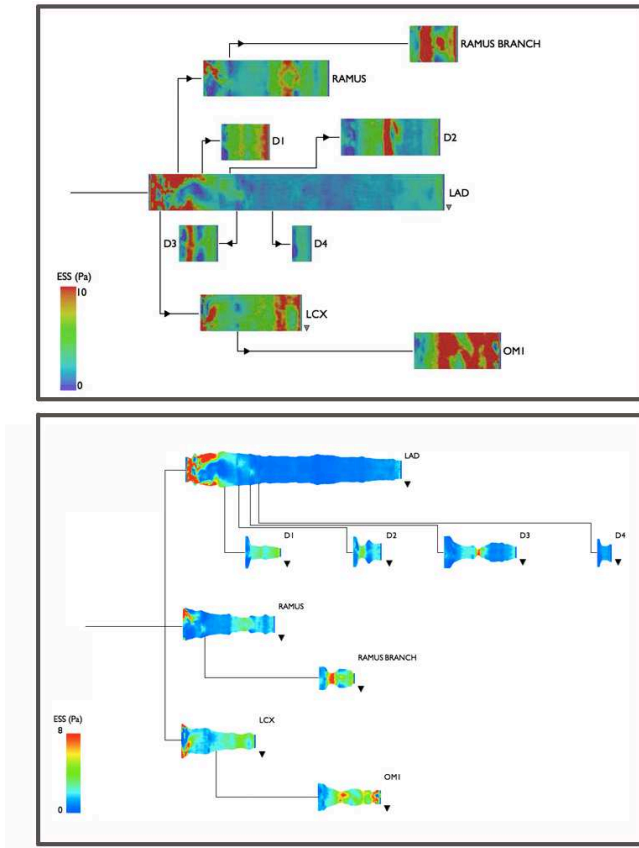 RAMUS BRANCH
RAMUS
D1
D2
LAD
D3
D4
ESS (Pa)
10
0
LCX
OM1
LAD
D1
D2
D3
D4
RAMUS
RAMUS BRANCH
ESS (Pa)
8
0
LCX
OM1